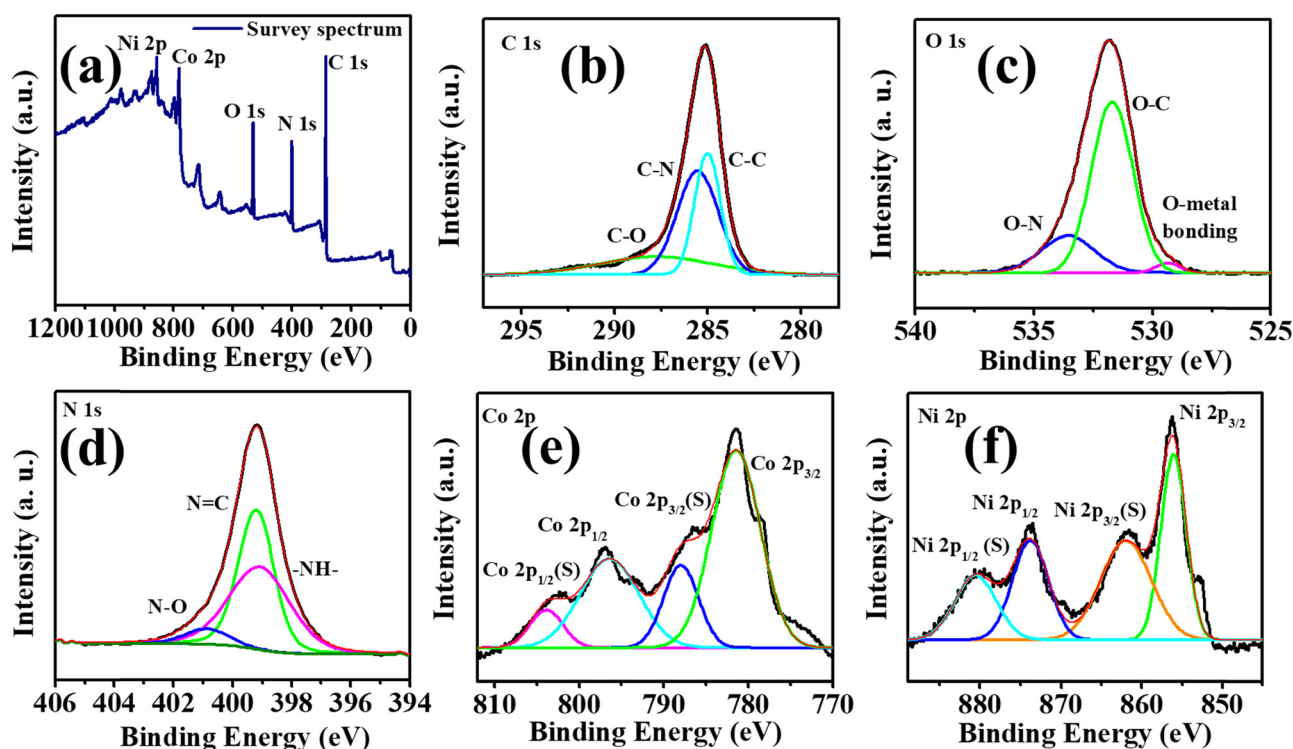 (a)
Survey spectrum
Ni 2p
Co 2p
C 1s
O 1s
N 1s
Intensity (a.u.)
1200 1000 800 600 400 200 0
Binding Energy (eV)
C 1s
(b)
C-N
C-C
C-O
Intensity (a.u.)
295 290 285 280
Binding Energy (eV)
O 1s
(c)
O-C
O-metal
bonding
O-N
Intensity (a. u.)
540 535 530 525
Binding Energy (eV)
N 1s
(d)
N=C
-NH-
N-O
Intensity (a. u.)
406 404 402 400 398 396 394
Binding Energy (eV)
Co 2p
(e)
Co 2p3/2
Co 2p3/2(S)
Co 2p1/2
Co 2p1/2(S)
Intensity (a.u.)
810 800 790 780 770
Binding Energy (eV)
Ni 2p
(f)
Ni 2p3/2
Ni 2p1/2
Ni 2p3/2(S)
Ni 2p1/2 (S)
Intensity (a.u.)
880 870 860 850
Binding Energy (eV)